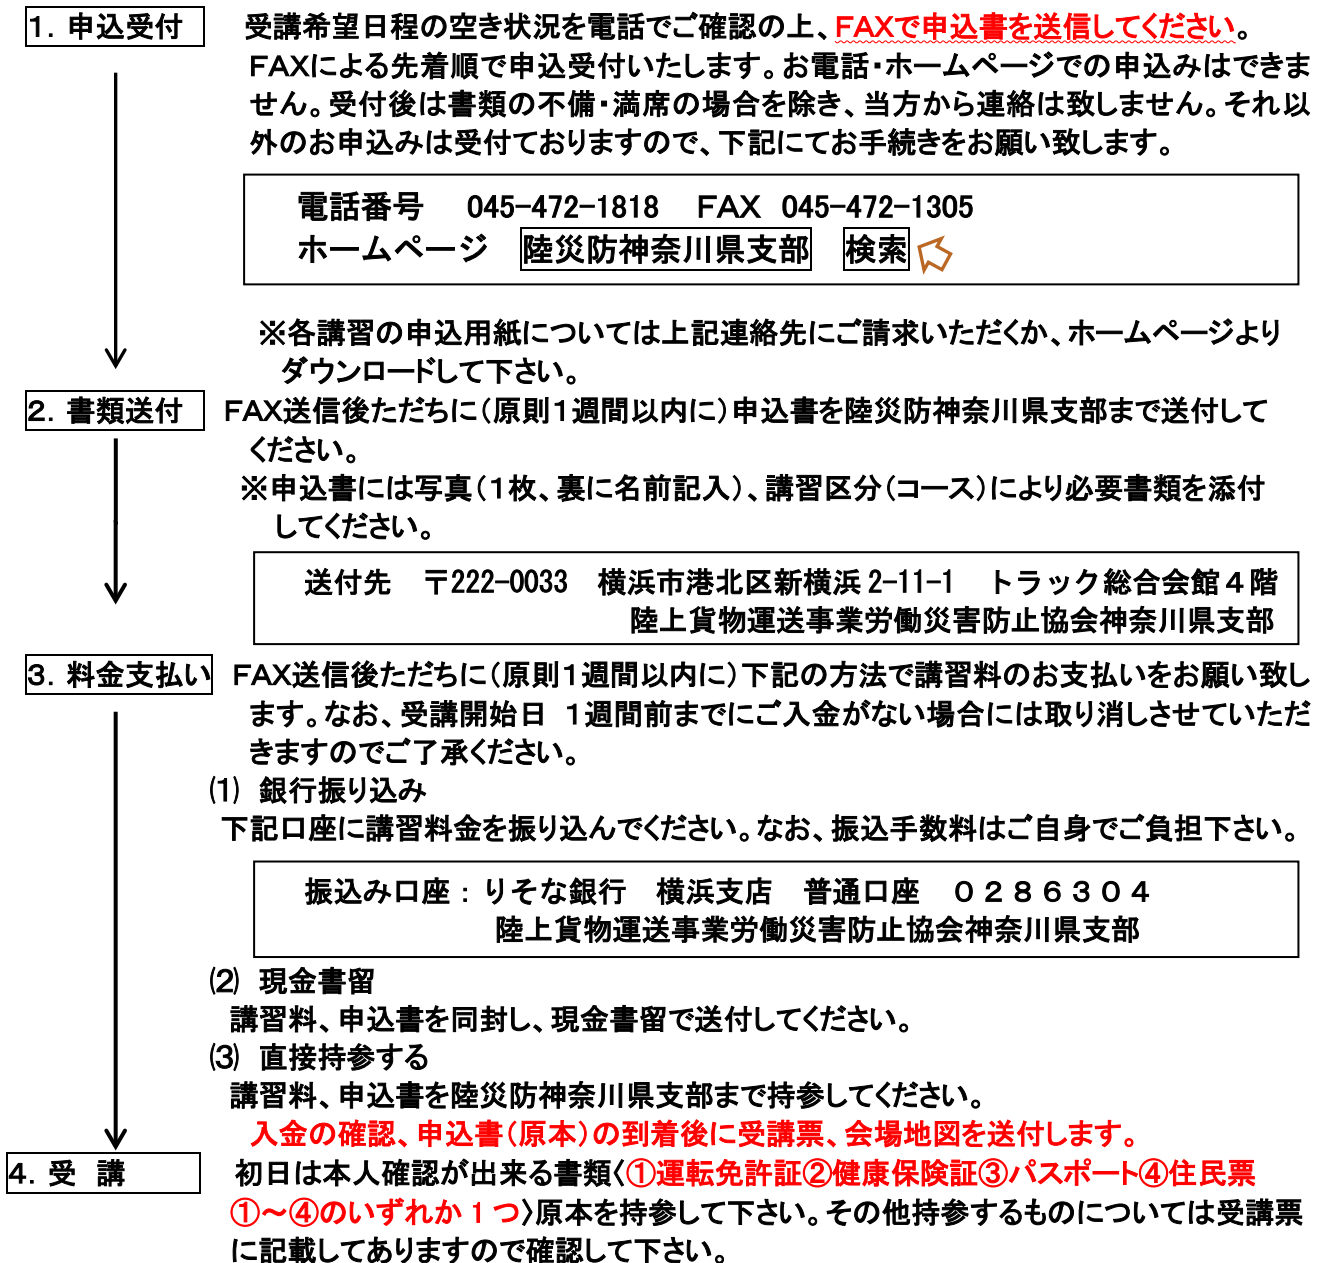 １．申込受付　受講希望日程の空き状況を電話でご確認の上、ＦＡＸで申込書を送信してください。
ＦＡＸによる先着順で申込受付いたします。お電話・ホームページでの申込みはできま
せん。受付後は書類の不備・満席の場合を除き、当方から連絡は致しません。それ以
外のお申込みは受付ておりますので、下記にてお手続きをお願い致します。
電話番号　045-472-1818　ＦＡＸ　045-472-1305
ホームページ　陸災防神奈川県支部　検索
※各講習の申込用紙については上記連絡先にご請求いただくか、ホームページより
ダウンロードして下さい。
２．書類送付　ＦＡＸ送信後ただちに（原則１週間以内に）申込書を陸災防神奈川県支部まで送付して
ください。
※申込書には写真（１枚、裏に名前記入）、講習区分（コース）により必要書類を添付
してください。
送付先　〒222-0033　横浜市港北区新横浜 2-11-1　トラック総合会館４階
陸上貨物運送事業労働災害防止協会神奈川県支部
３．料金支払い　ＦＡＸ送信後ただちに（原則１週間以内に）下記の方法で講習料のお支払いをお願い致し
ます。なお、受講開始日　１週間前までにご入金がない場合には取り消しさせていただ
きますのでご了承ください。
⑴　銀行振り込み
下記口座に講習料金を振り込んでください。なお、振込手数料はご自身でご負担下さい。
振込み口座：りそな銀行　横浜支店　普通口座　０２８６３０４
陸上貨物運送事業労働災害防止協会神奈川県支部
⑵　現金書留
講習料、申込書を同封し、現金書留で送付してください。
⑶　直接持参する
講習料、申込書を陸災防神奈川県支部まで持参してください。
入金の確認、申込書（原本）の到着後に受講票、会場地図を送付します。
４．受　講　初日は本人確認が出来る書類〈①運転免許証②健康保険証③パスポート④住民票
①～④のいずれか１つ〉原本を持参して下さい。その他持参するものについては受講票
に記載してありますので確認して下さい。